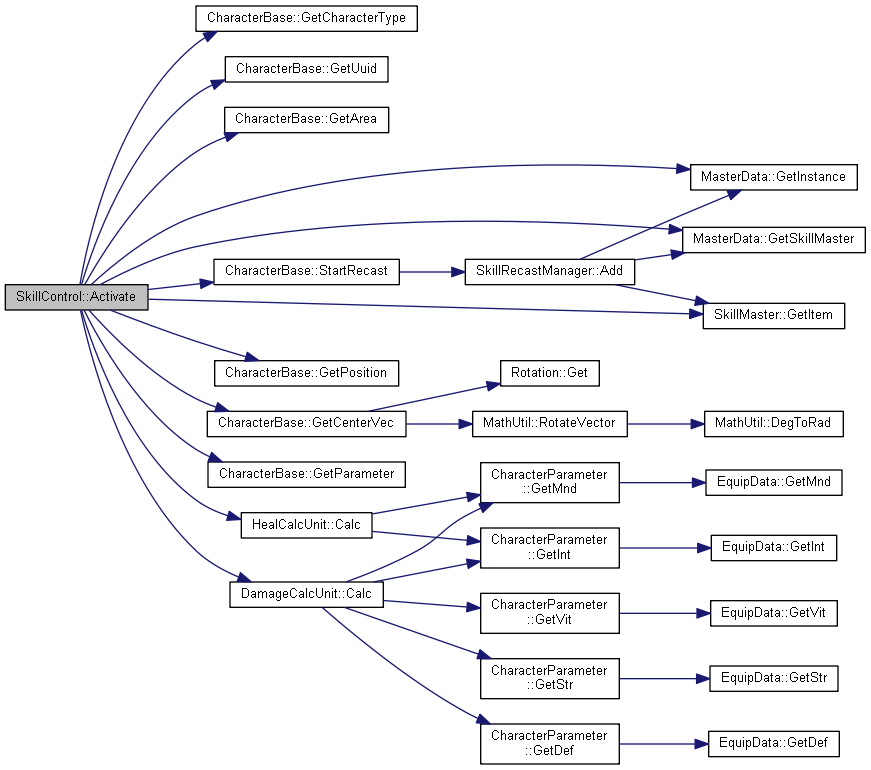 CharacterBase::GetCharacterType
CharacterBase::GetUuid
CharacterBase::GetArea
MasterData::GetInstance
MasterData::GetSkillMaster
CharacterBase::StartRecast
SkillRecastManager::Add
SkillControl::Activate
SkillMaster::GetItem
CharacterBase::GetPosition
Rotation::Get
CharacterBase::GetCenterVec
MathUtil::RotateVector
MathUtil::DegToRad
CharacterBase::GetParameter
CharacterParameter
::GetMnd
EquipData::GetMnd
HealCalcUnit::Calc
CharacterParameter
::GetInt
EquipData::GetInt
DamageCalcUnit::Calc
CharacterParameter
::GetVit
EquipData::GetVit
CharacterParameter
::GetStr
EquipData::GetStr
CharacterParameter
::GetDef
EquipData::GetDef